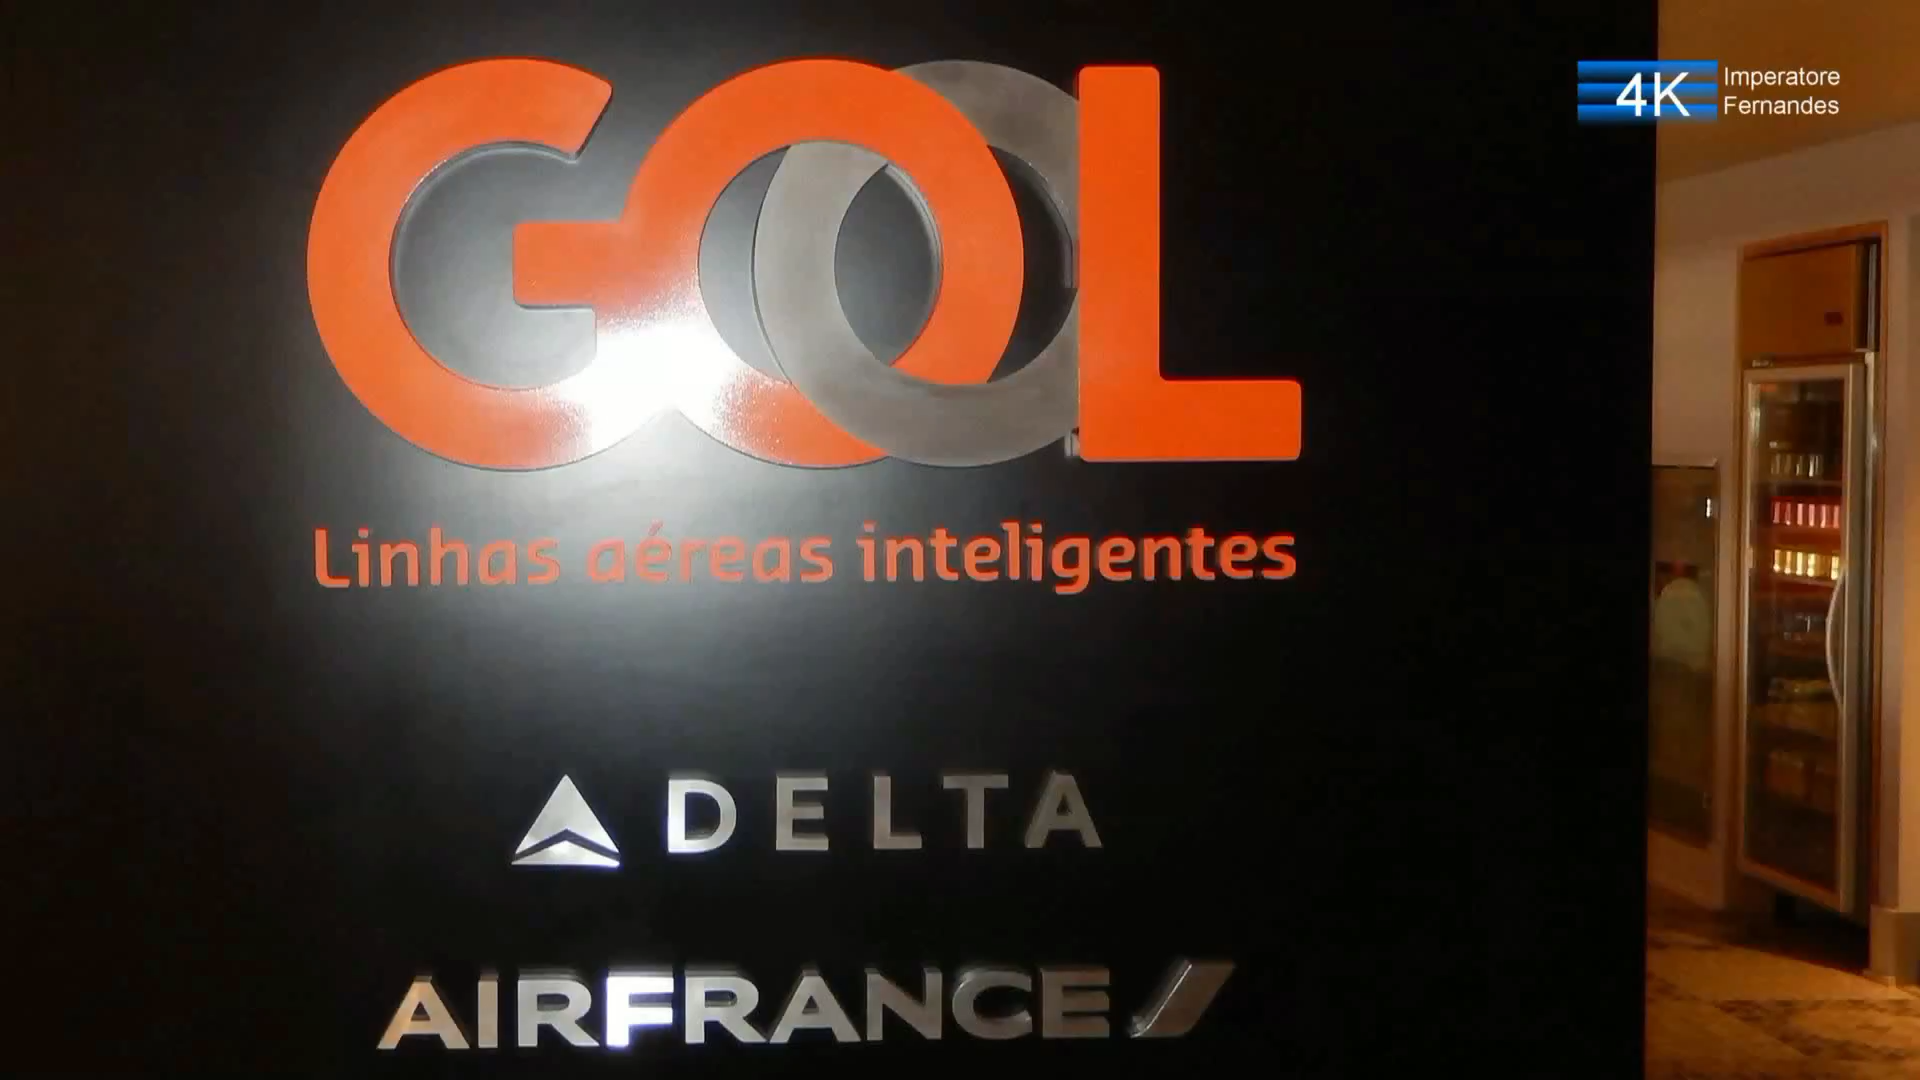 GOL
Linhas aéreas inteligentes
DELTA
AIRFRANCE
4K Imperatore
Fernandes